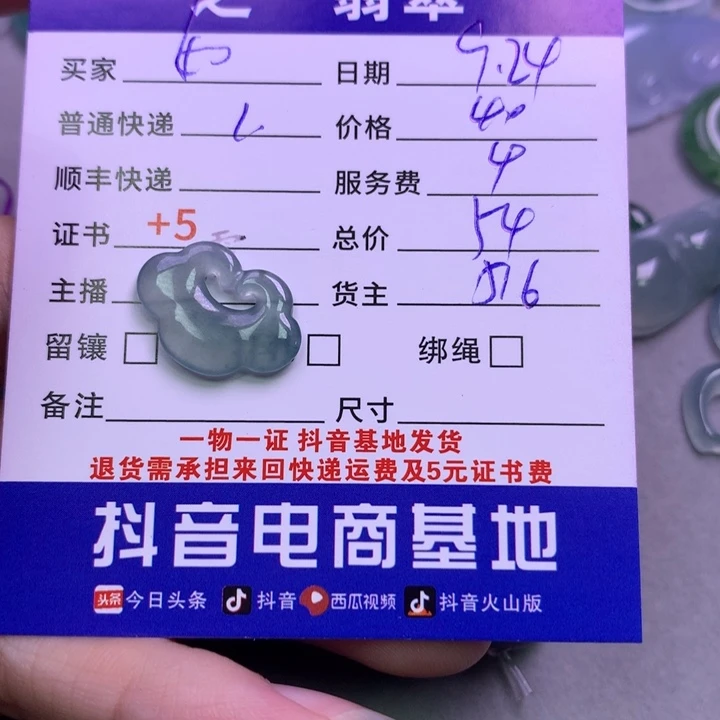 翡翠
买家 日期 9.24
普通快递 价格 40
顺丰快递 服务费 4
证书 +5 总价 54
主播 货主 576
留镶 □ □ 绑绳 □
备注 尺寸
一物一证 抖音基地发货
退货需承担来回快递运费及5元证书费
抖音电商基地
头条 今日头条 抖音 西瓜视频 抖音火山版